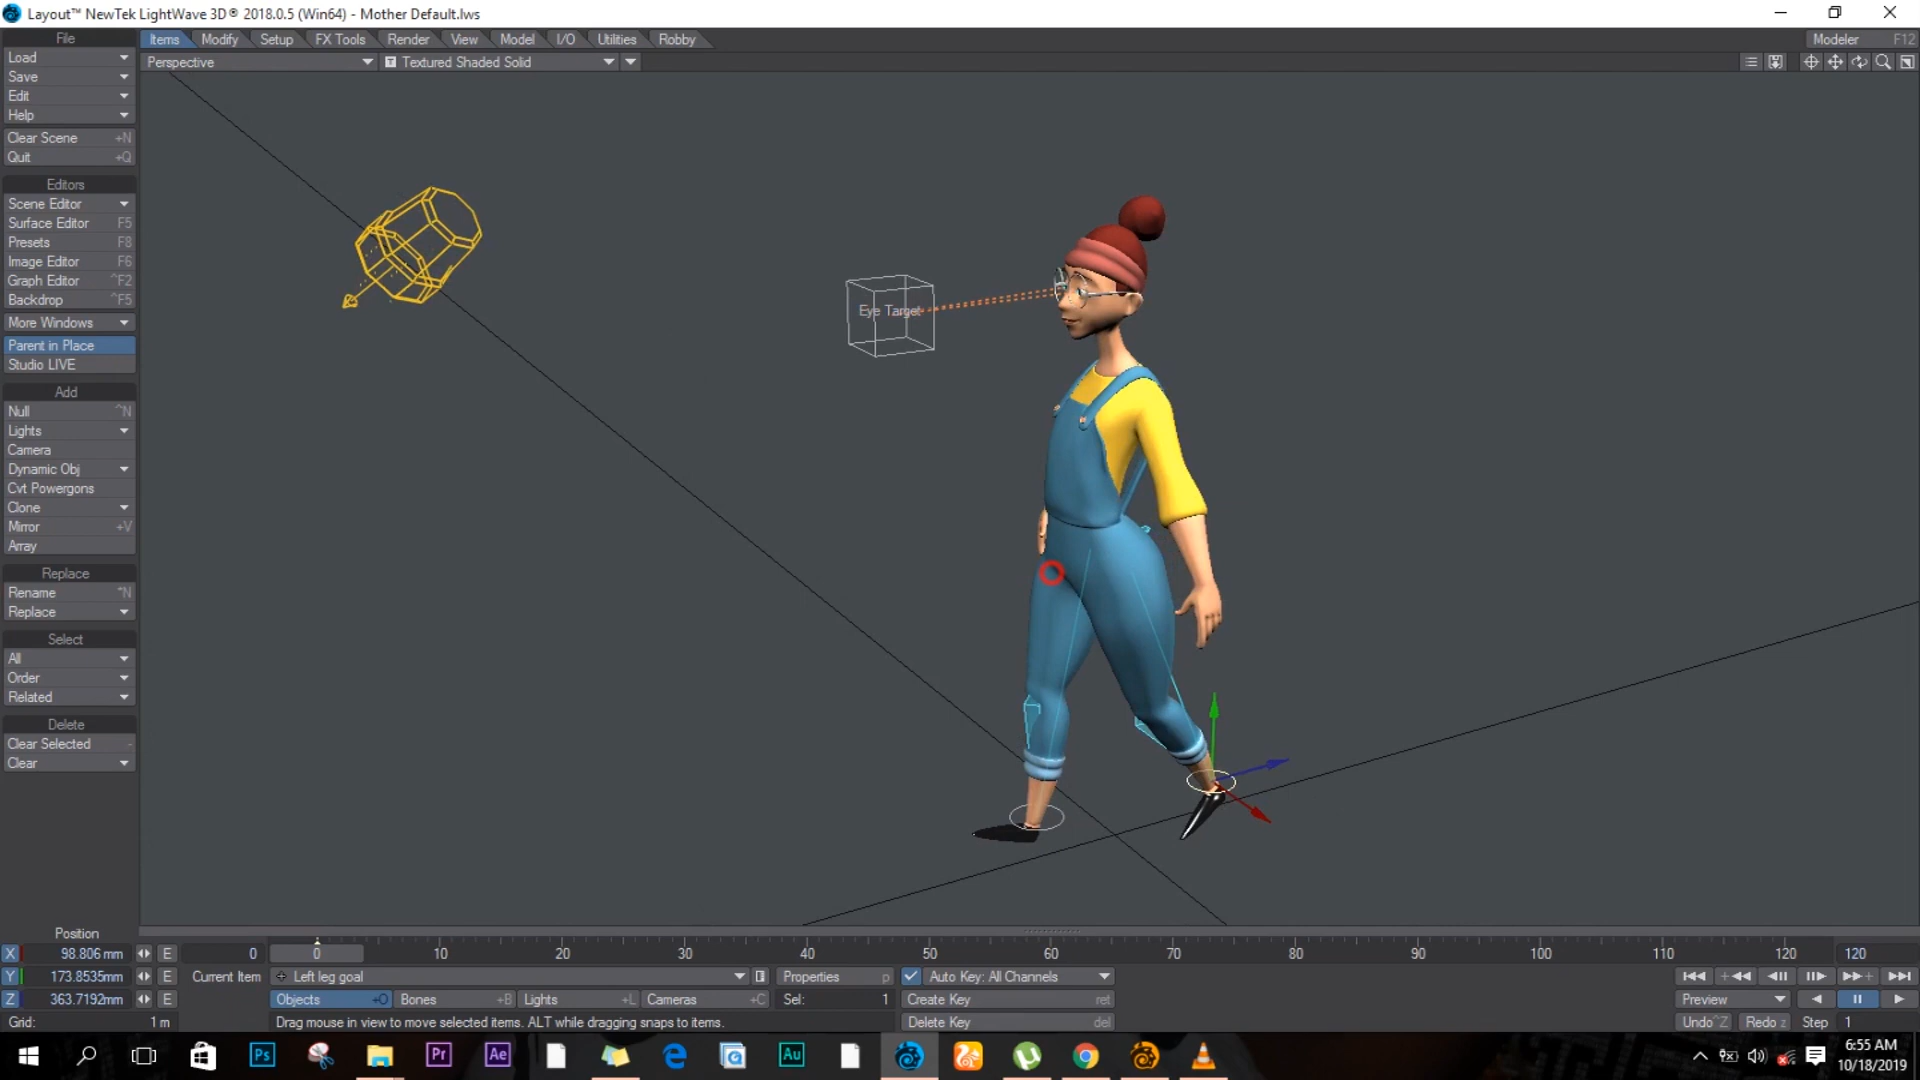 Layout™ NewTek LightWave 3D® 2018.0.5 (Win64) - Mother Default.lws
File
Items Modify Setup FX Tools Render View Model I/O Utilities Robby Modeler F12
Load
Perspective T Textured Shaded Solid
Save
Edit
Help
Clear Scene +N
Quit +Q
Editors
Scene Editor
Surface Editor F5
Presets F8
Image Editor F6
Graph Editor ^F2
Backdrop ^F5
More Windows
Parent in Place
Studio LIVE
Add
Null ^N
Lights
Camera
Dynamic Obj
Cvt Powergons
Clone
Mirror +V
Array
Replace
Rename ^N
Replace
Select
All
Order
Related
Delete
Clear Selected -
Clear
Eye Target
Position
X 98.806 mm E 0 0 10 20 30 40 50 60 70 80 90 100 110 120 120
Y 173.8535mm E Current Item Left leg goal Properties p Auto Key: All Channels
Z 363.7192mm E Objects +O Bones +B Lights +L Cameras +C Sel: 1 Create Key ret Preview
Grid: 1 m Drag mouse in view to move selected items. ALT while dragging snaps to items. Delete Key del Undo ^Z Redo z Step 1
Ps Pr Ae Au
6:55 AM
10/18/2019